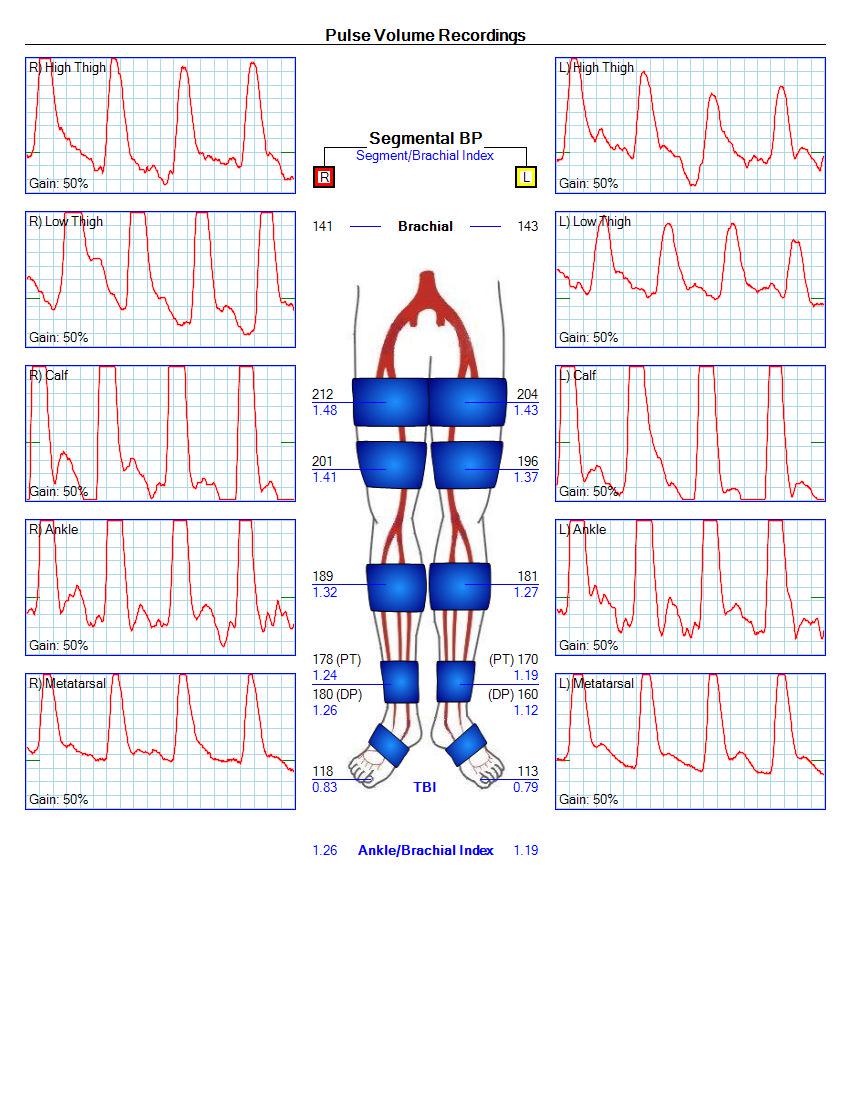 Pulse Volume Recordings
R) High Thigh
Gain: 50%
R) Low Thigh
Gain: 50%
R) Calf
Gain: 50%
R) Ankle
Gain: 50%
R) Metatarsal
Gain: 50%
Segmental BP
Segment/Brachial Index
R L
141 Brachial 143
212 204
1.48 1.43
201 196
1.41 1.37
189 181
1.32 1.27
178 (PT) (PT) 170
1.24 1.19
180 (DP) (DP) 160
1.26 1.12
118 113
0.83 TBI 0.79
1.26 Ankle/Brachial Index 1.19
L) High Thigh
Gain: 50%
L) Low Thigh
Gain: 50%
L) Calf
Gain: 50%
L) Ankle
Gain: 50%
L) Metatarsal
Gain: 50%